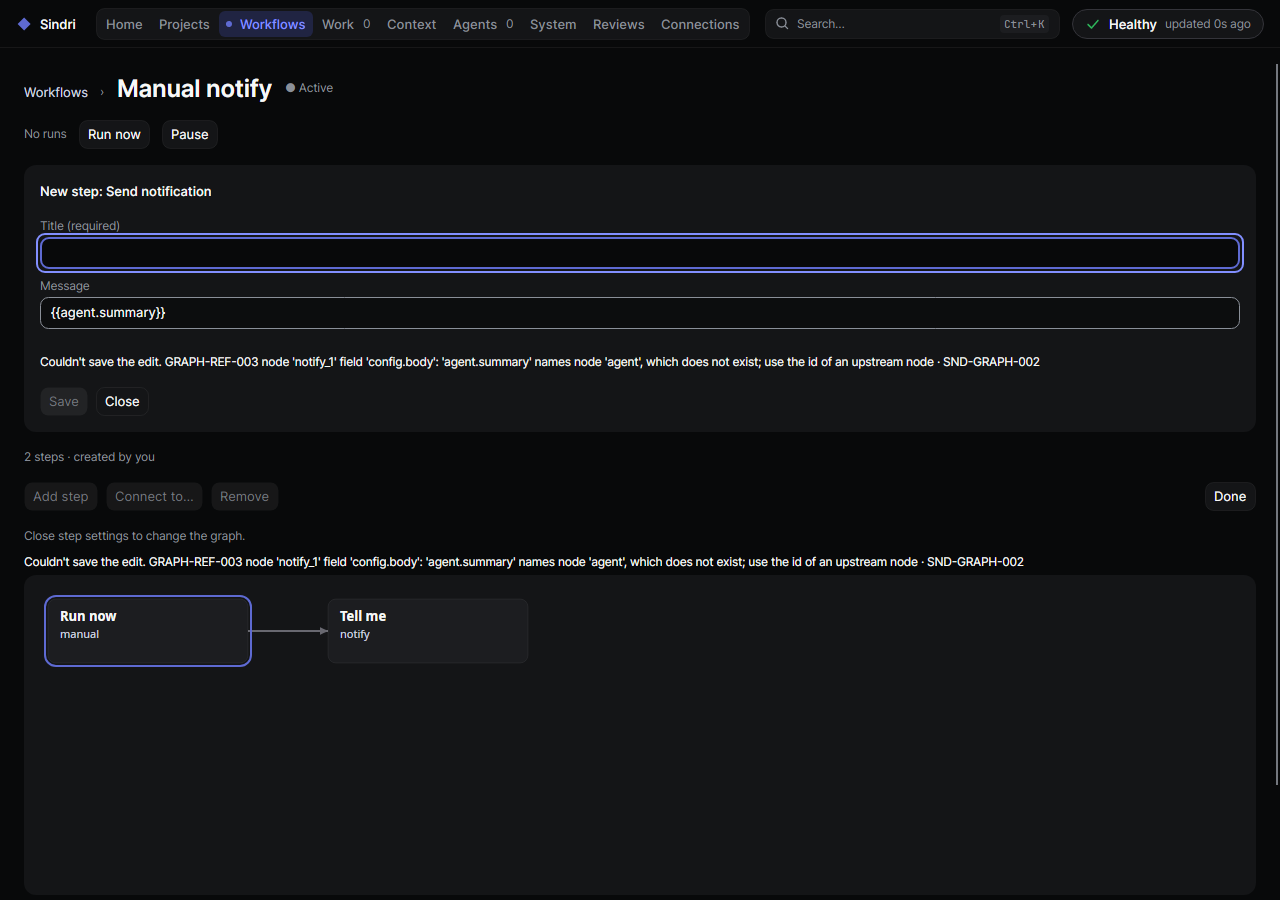 Sindri
Home Projects Workflows Work 0 Context Agents 0 System Reviews Connections
Search... Ctrl+K
Healthy updated 0s ago
Workflows › Manual notify Active
No runs Run now Pause
New step: Send notification
Title (required)
Message
{{agent.summary}}
Couldn't save the edit. GRAPH-REF-003 node 'notify_1' field 'config.body': 'agent.summary' names node 'agent', which does not exist; use the id of an upstream node · SND-GRAPH-002
Save Close
2 steps · created by you
Add step Connect to... Remove Done
Close step settings to change the graph.
Couldn't save the edit. GRAPH-REF-003 node 'notify_1' field 'config.body': 'agent.summary' names node 'agent', which does not exist; use the id of an upstream node · SND-GRAPH-002
Run now
manual
Tell me
notify